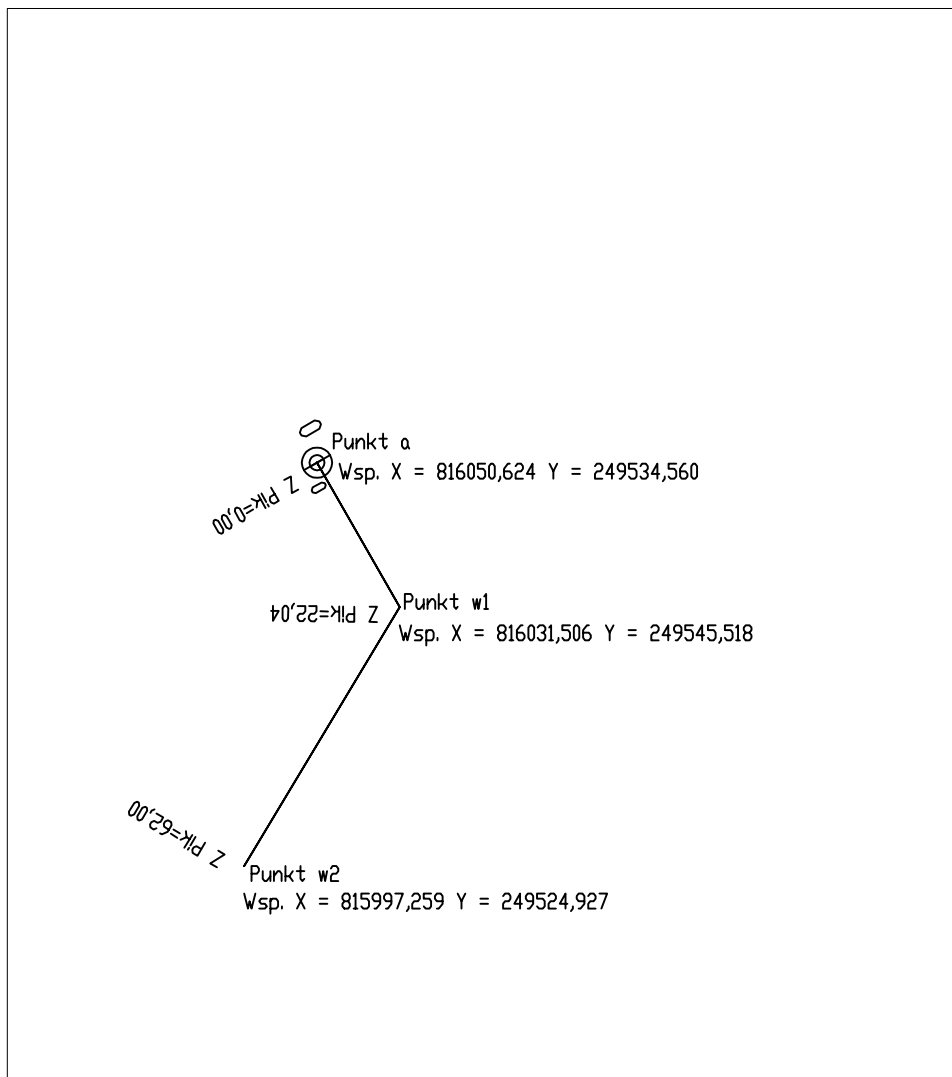 Punkt a
Wsp. X = 816050,624 Y = 249534,560
Z Pik=0,00
Punkt w1
Z Pik=22,04
Wsp. X = 816031,506 Y = 249545,518
Z Pik=62,00
Punkt w2
Wsp. X = 815997,259 Y = 249524,927